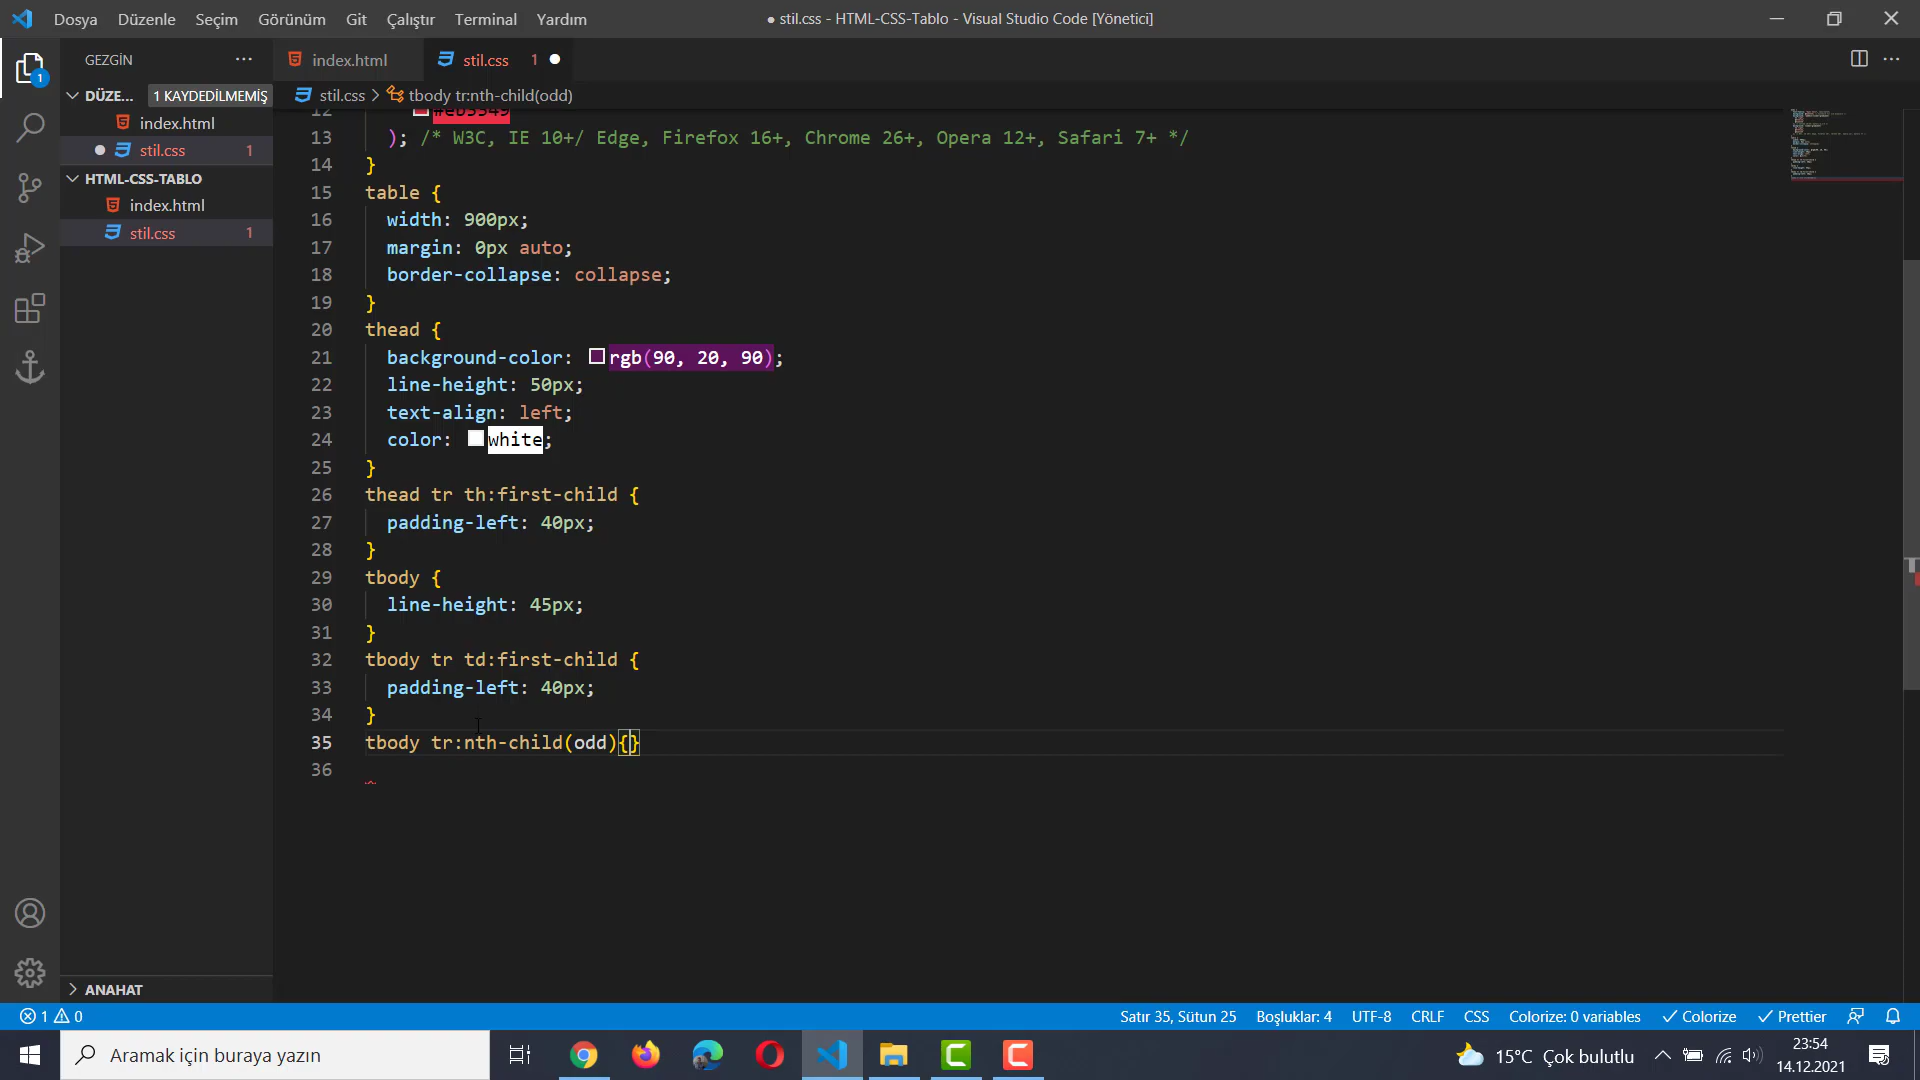 Dosya Düzenle Seçim Görünüm Git Çalıştır Terminal Yardım
● stil.css - HTML-CSS-Tablo - Visual Studio Code [Yönetici]
GEZGİN
index.html
stil.css 1
DÜZE... 1 KAYDEDİLMEMİŞ
stil.css > tbody tr:nth-child(odd)
index.html
stil.css 1
HTML-CSS-TABLO
index.html
stil.css 1
12 #eb3349
13 ); /* W3C, IE 10+/ Edge, Firefox 16+, Chrome 26+, Opera 12+, Safari 7+ */
14 }
15 table {
16 width: 900px;
17 margin: 0px auto;
18 border-collapse: collapse;
19 }
20 thead {
21 background-color: rgb(90, 20, 90);
22 line-height: 50px;
23 text-align: left;
24 color: white;
25 }
26 thead tr th:first-child {
27 padding-left: 40px;
28 }
29 tbody {
30 line-height: 45px;
31 }
32 tbody tr td:first-child {
33 padding-left: 40px;
34 }
35 tbody tr:nth-child(odd){}
36
ANAHAT
1 0
Satır 35, Sütun 25 Boşluklar: 4 UTF-8 CRLF CSS Colorize: 0 variables Colorize Prettier
Aramak için buraya yazın
15°C Çok bulutlu
23:54
14.12.2021